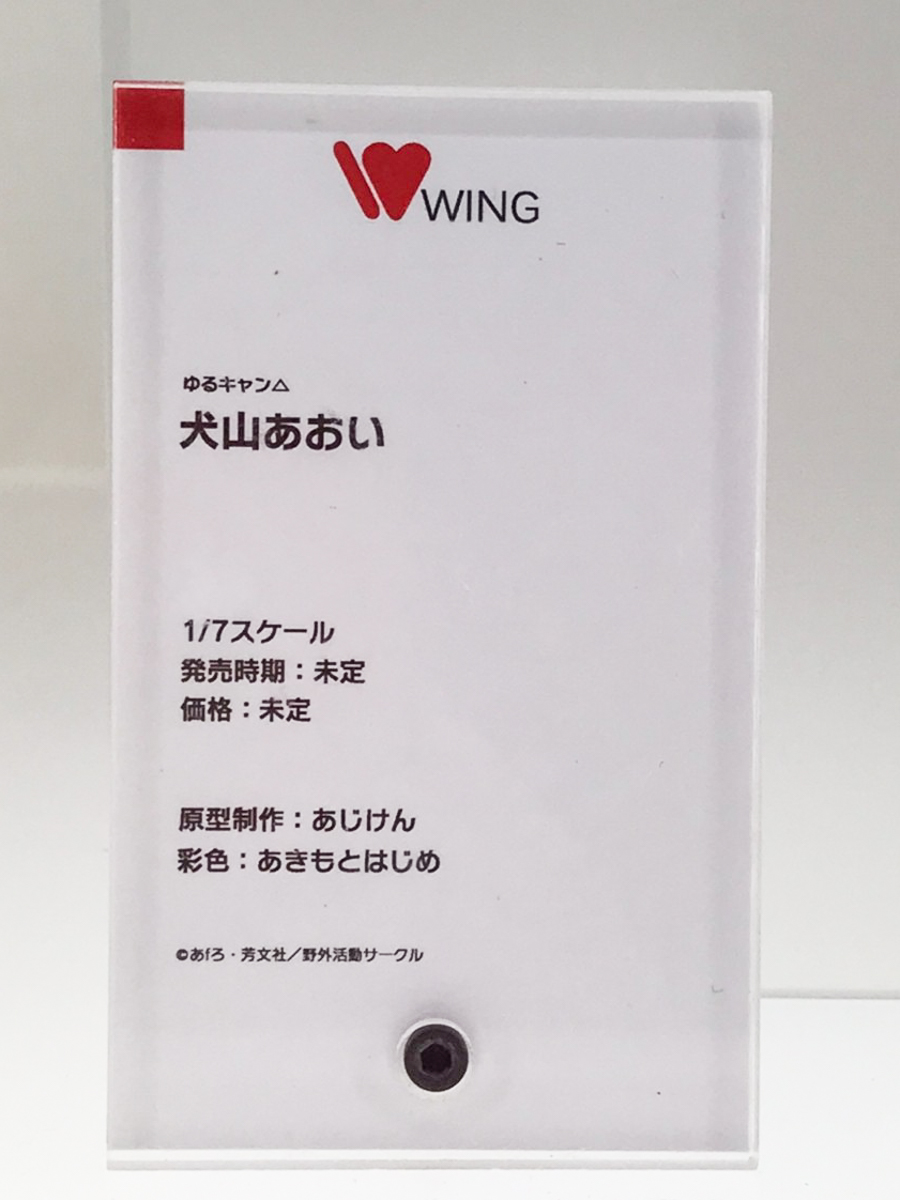 WING
ゆるキャン△
犬山あおい
1/7スケール
発売時期：未定
価格：未定
原型制作：あじけん
彩色：あきもとはじめ
©あfろ・芳文社／野外活動サークル